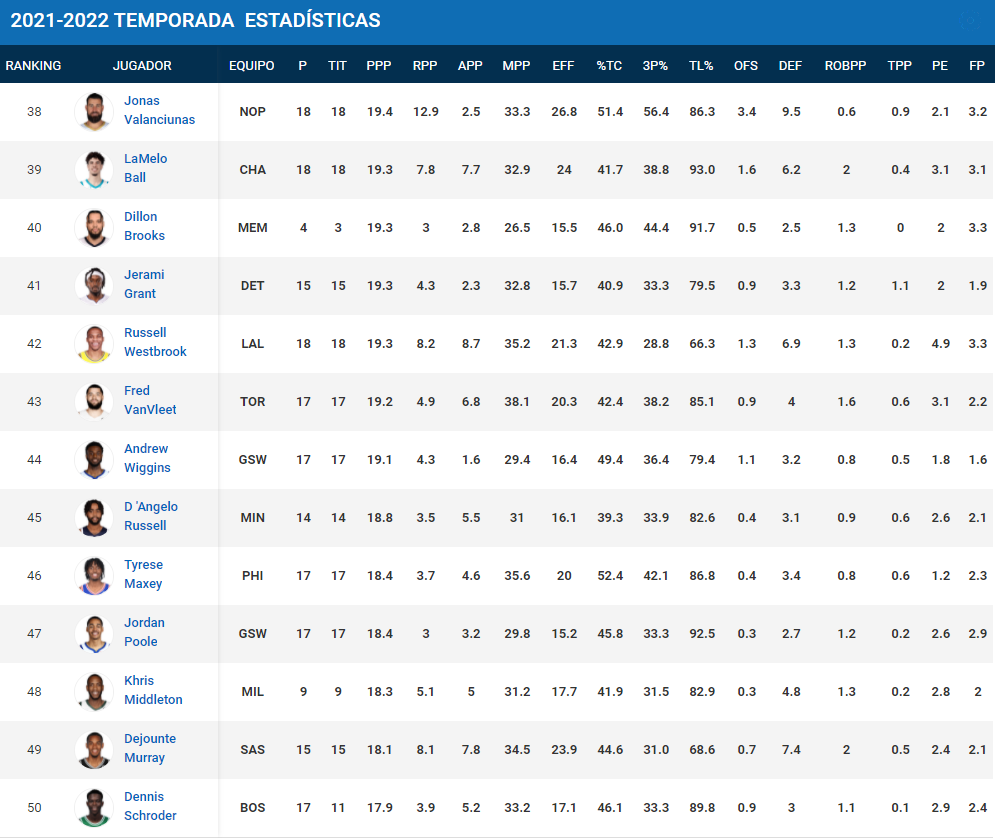 2021-2022 TEMPORADA ESTADÍSTICAS
RANKING JUGADOR EQUIPO P TIT PPP RPP APP MPP EFF %TC 3P% TL% OFS DEF ROBPP TPP PE FP
38 Jonas Valanciunas NOP 18 18 19.4 12.9 2.5 33.3 26.8 51.4 56.4 86.3 3.4 9.5 0.6 0.9 2.1 3.2
39 LaMelo Ball CHA 18 18 19.3 7.8 7.7 32.9 24 41.7 38.8 93.0 1.6 6.2 2 0.4 3.1 3.1
40 Dillon Brooks MEM 4 3 19.3 3 2.8 26.5 15.5 46.0 44.4 91.7 0.5 2.5 1.3 0 2 3.3
41 Jerami Grant DET 15 15 19.3 4.3 2.3 32.8 15.7 40.9 33.3 79.5 0.9 3.3 1.2 1.1 2 1.9
42 Russell Westbrook LAL 18 18 19.3 8.2 8.7 35.2 21.3 42.9 28.8 66.3 1.3 6.9 1.3 0.2 4.9 3.3
43 Fred VanVleet TOR 17 17 19.2 4.9 6.8 38.1 20.3 42.4 38.2 85.1 0.9 4 1.6 0.6 3.1 2.2
44 Andrew Wiggins GSW 17 17 19.1 4.3 1.6 29.4 16.4 49.4 36.4 79.4 1.1 3.2 0.8 0.5 1.8 1.6
45 D 'Angelo Russell MIN 14 14 18.8 3.5 5.5 31 16.1 39.3 33.9 82.6 0.4 3.1 0.9 0.6 2.6 2.1
46 Tyrese Maxey PHI 17 17 18.4 3.7 4.6 35.6 20 52.4 42.1 86.8 0.4 3.4 0.8 0.6 1.2 2.3
47 Jordan Poole GSW 17 17 18.4 3 3.2 29.8 15.2 45.8 33.3 92.5 0.3 2.7 1.2 0.2 2.6 2.9
48 Khris Middleton MIL 9 9 18.3 5.1 5 31.2 17.7 41.9 31.5 82.9 0.3 4.8 1.3 0.2 2.8 2
49 Dejounte Murray SAS 15 15 18.1 8.1 7.8 34.5 23.9 44.6 31.0 68.6 0.7 7.4 2 0.5 2.4 2.1
50 Dennis Schroder BOS 17 11 17.9 3.9 5.2 33.2 17.1 46.1 33.3 89.8 0.9 3 1.1 0.1 2.9 2.4